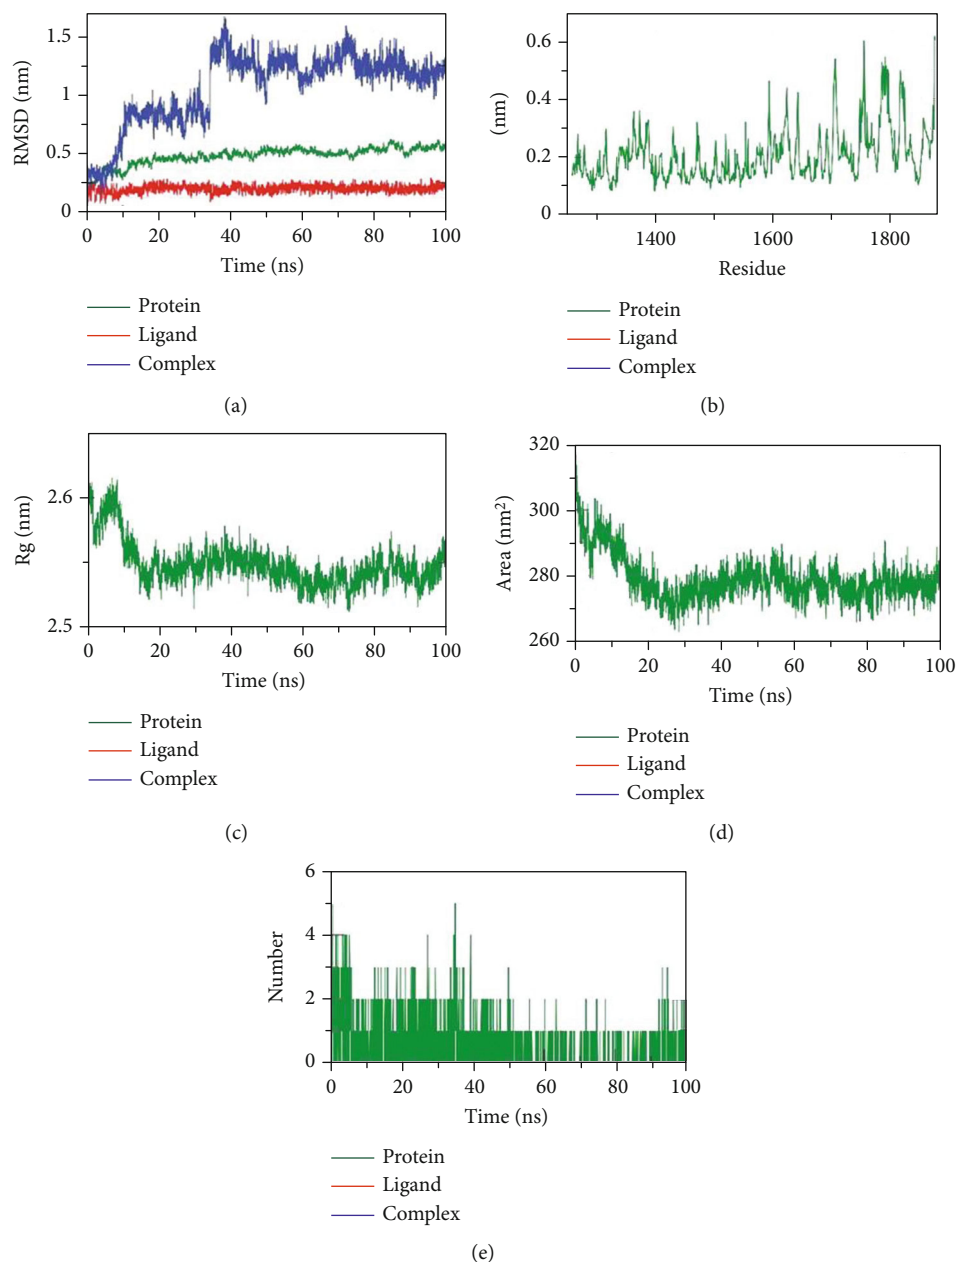 1.5
1
0.5
0
RMSD (nm)
0 20 40 60 80 100
Time (ns)
Protein
Ligand
Complex
(a)
0.6
0.4
0.2
0
(nm)
1400 1600 1800
Residue
Protein
Ligand
Complex
(b)
2.6
2.5
Rg (nm)
0 20 40 60 80 100
Time (ns)
Protein
Ligand
Complex
(c)
320
300
280
260
Area (nm²)
0 20 40 60 80 100
Time (ns)
Protein
Ligand
Complex
(d)
6
4
2
0
Number
0 20 40 60 80 100
Time (ns)
Protein
Ligand
Complex
(e)